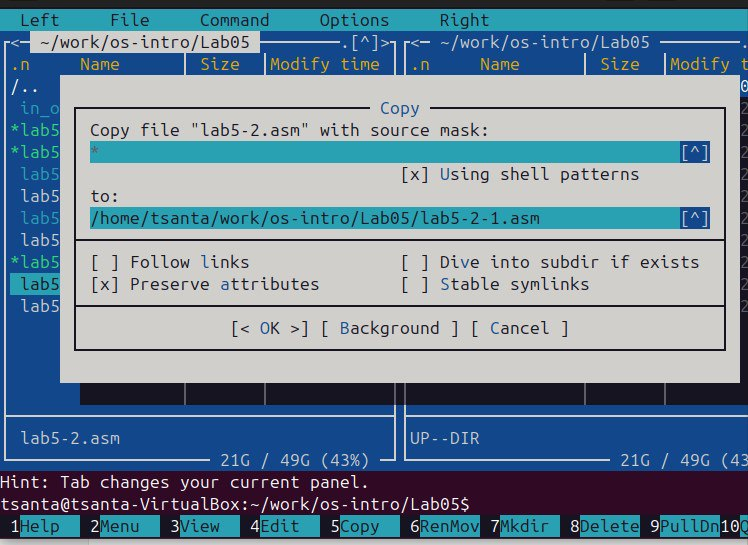 Left File Command Options Right
<─ ~/work/os-intro/Lab05 ─.[^]> <─ ~/work/os-intro/Lab05
.n Name Size Modify time .n Name Size Modify t
/..
in_o
*lab5
*lab5
lab5
lab5
lab5
lab5
*lab5
lab5
lab5
Copy
Copy file "lab5-2.asm" with source mask:
* [^]
[x] Using shell patterns
to:
/home/tsanta/work/os-intro/Lab05/lab5-2-1.asm [^]
[ ] Follow links [ ] Dive into subdir if exists
[x] Preserve attributes [ ] Stable symlinks
[< OK >] [ Background ] [ Cancel ]
lab5-2.asm UP--DIR
21G / 49G (43%) 21G / 49G (43
Hint: Tab changes your current panel.
tsanta@tsanta-VirtualBox:~/work/os-intro/Lab05$
1Help 2Menu 3View 4Edit 5Copy 6RenMov 7Mkdir 8Delete 9PullDn 10Q